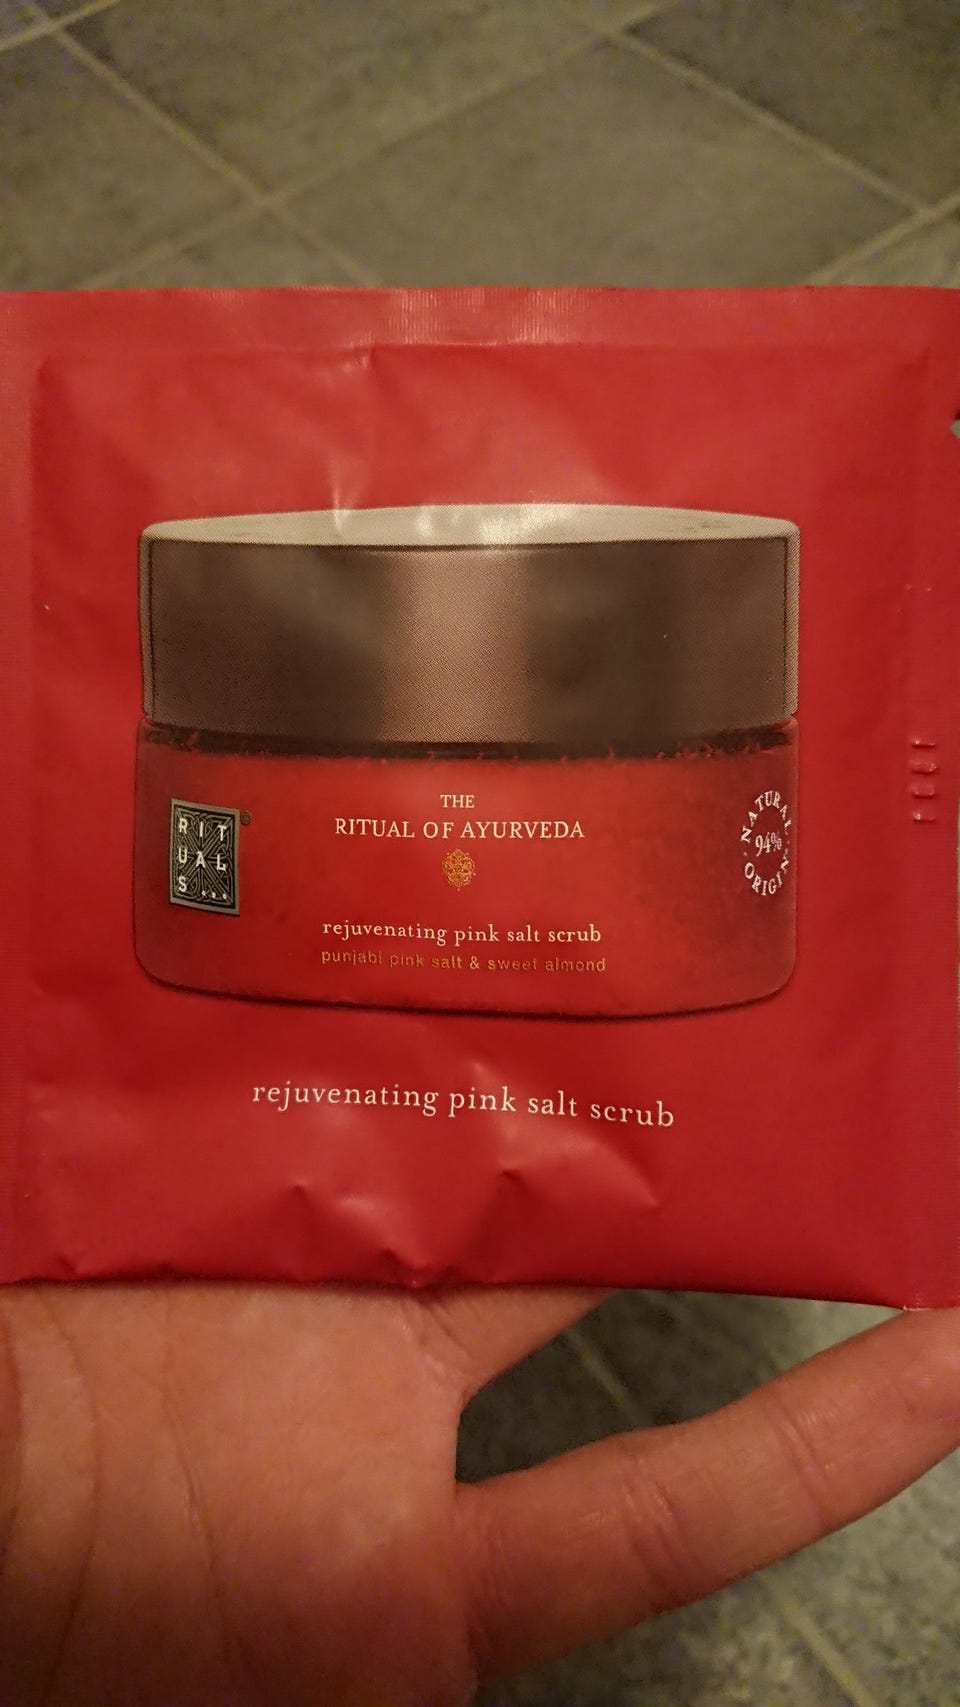 THE
RITUAL OF AYURVEDA
RIT
UAL
S...
®
NATURAL
94%
ORIGIN
rejuvenating pink salt scrub
punjabi pink salt & sweet almond
rejuvenating pink salt scrub